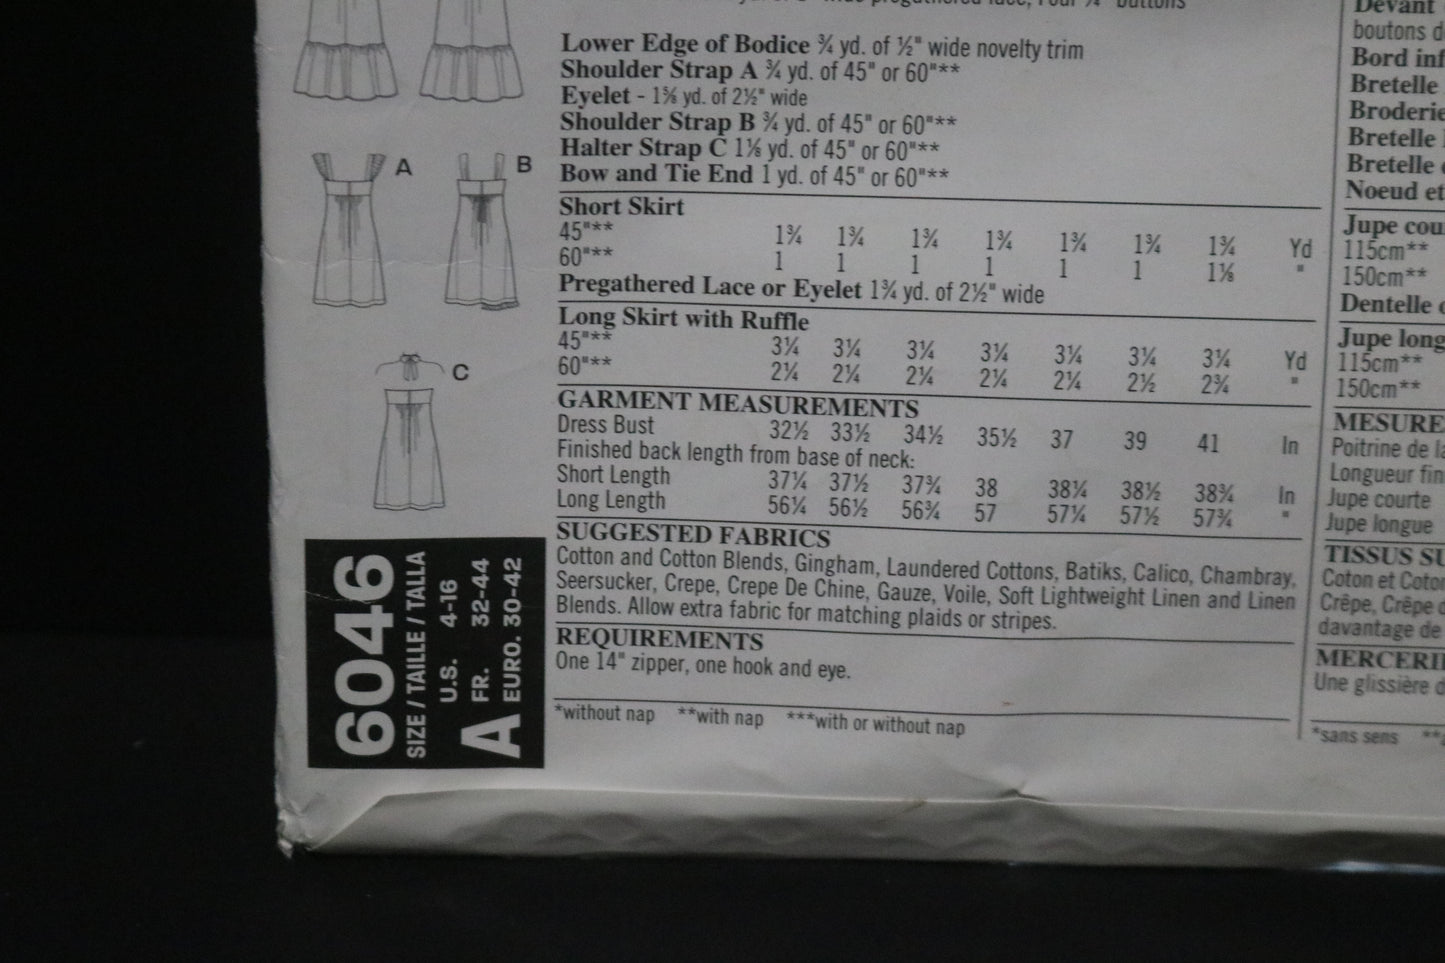 buttons
Lower Edge of Bodice ¾ yd. of ½" wide novelty trim
Shoulder Strap A ¾ yd. of 45" or 60"**
Eyelet - 1⅝ yd. of 2½" wide
Shoulder Strap B ¾ yd. of 45" or 60"**
Halter Strap C 1⅛ yd. of 45" or 60"**
Bow and Tie End 1 yd. of 45" or 60"**
Short Skirt
45"** 1¾ 1¾ 1¾ 1¾ 1¾ 1¾ 1¾ Yd
60"** 1 1 1 1 1 1 1⅛ "
Pregathered Lace or Eyelet 1¾ yd. of 2½" wide
Long Skirt with Ruffle
45"** 3¼ 3¼ 3¼ 3¼ 3¼ 3¼ 3¼ Yd
60"** 2¼ 2¼ 2¼ 2¼ 2¼ 2½ 2¾ "
GARMENT MEASUREMENTS
Dress Bust 32½ 33½ 34½ 35½ 37 39 41 In
Finished back length from base of neck:
Short Length 37¼ 37½ 37¾ 38 38¼ 38½ 38¾ In
Long Length 56¼ 56½ 56¾ 57 57¼ 57½ 57¾ "
SUGGESTED FABRICS
Cotton and Cotton Blends, Gingham, Laundered Cottons, Batiks, Calico, Chambray,
Seersucker, Crepe, Crepe De Chine, Gauze, Voile, Soft Lightweight Linen and Linen
Blends. Allow extra fabric for matching plaids or stripes.
REQUIREMENTS
One 14" zipper, one hook and eye.
*without nap **with nap ***with or without nap
A
B
C
6046
SIZE / TAILLE / TALLA
U.S. 4-16
FR. 32-44
EURO. 30-42
A
Devant
boutons d
Bord inf
Bretelle
Broderie
Bretelle
Bretelle
Noeud et
Jupe cou
115cm**
150cm**
Dentelle
Jupe long
115cm**
150cm**
MESURE
Poitrine de la
Longueur fin
Jupe courte
Jupe longue
TISSUS SU
Coton et Coto
Crêpe, Crêpe d
davantage de
MERCERI
Une glissière d
*sans sens **